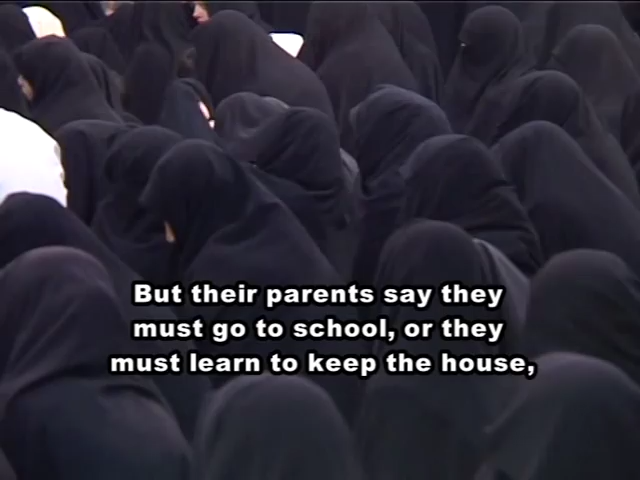 But their parents say they
must go to school, or they
must learn to keep the house,